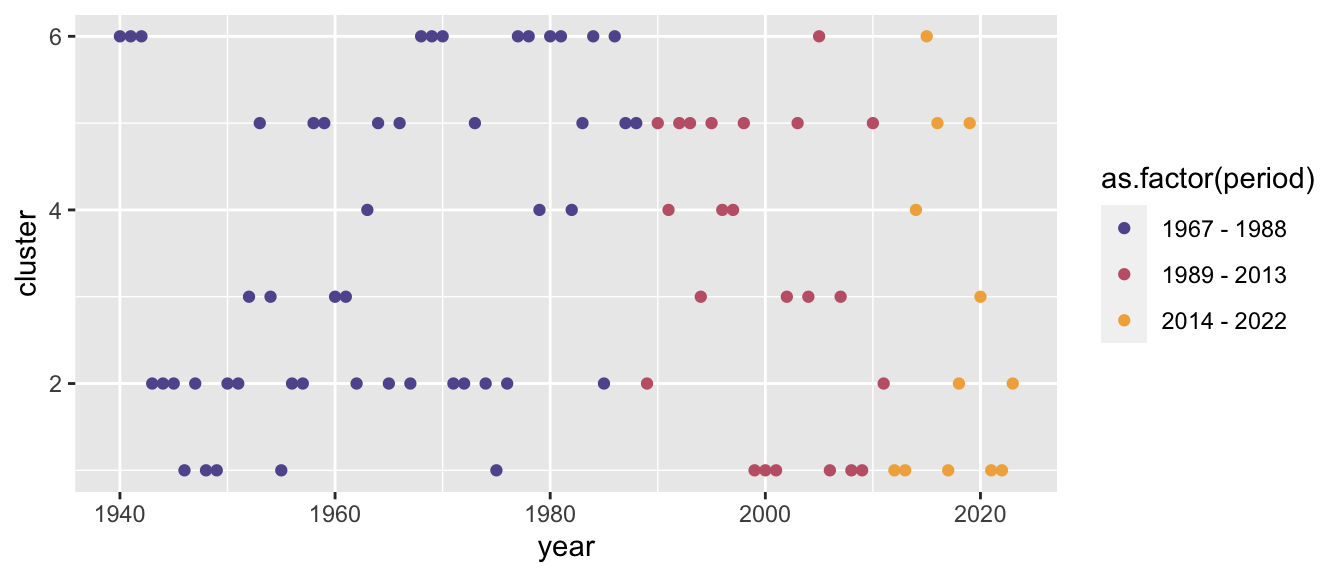 6
4
2
cluster
1940 1960 1980 2000 2020
year
as.factor(period)
1967 - 1988
1989 - 2013
2014 - 2022